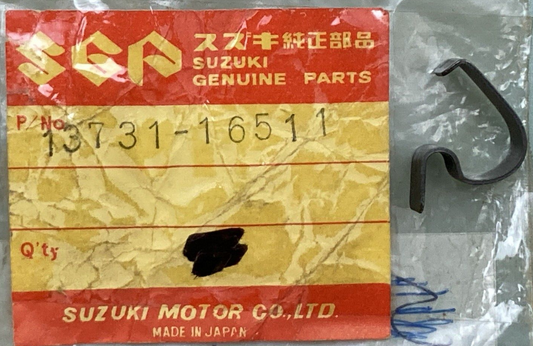 SGP
スズキ純正部品
SUZUKI
GENUINE PARTS
P/No.
13731-16511
Q'ty
SUZUKI MOTOR CO.,LTD.
MADE IN JAPAN